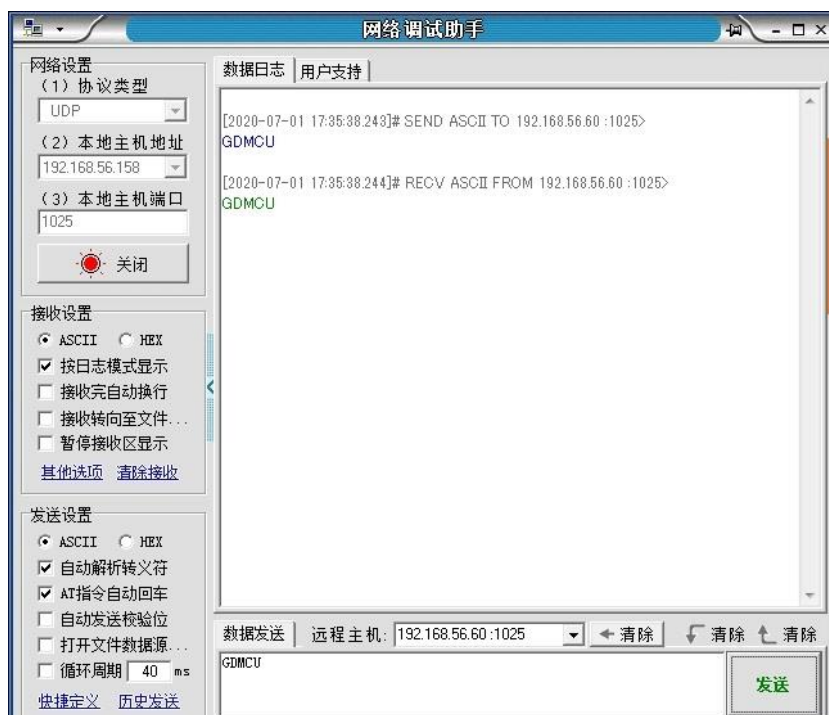 网络调试助手
网络设置
（1）协议类型
UDP
（2）本地主机地址
192.168.56.158
（3）本地主机端口
1025
关闭
接收设置
ASCII HEX
按日志模式显示
接收完自动换行
接收转向至文件...
暂停接收区显示
其他选项 清除接收
发送设置
ASCII HEX
自动解析转义符
AT指令自动回车
自动发送校验位
打开文件数据源...
循环周期 40 ms
快捷定义 历史发送
数据日志 用户支持
[2020-07-01 17:35:38.243]# SEND ASCII TO 192.168.56.60 :1025>
GDMCU
[2020-07-01 17:35:38.244]# RECV ASCII FROM 192.168.56.60 :1025>
GDMCU
数据发送 远程主机: 192.168.56.60 :1025 清除 清除 清除
GDMCU
发送